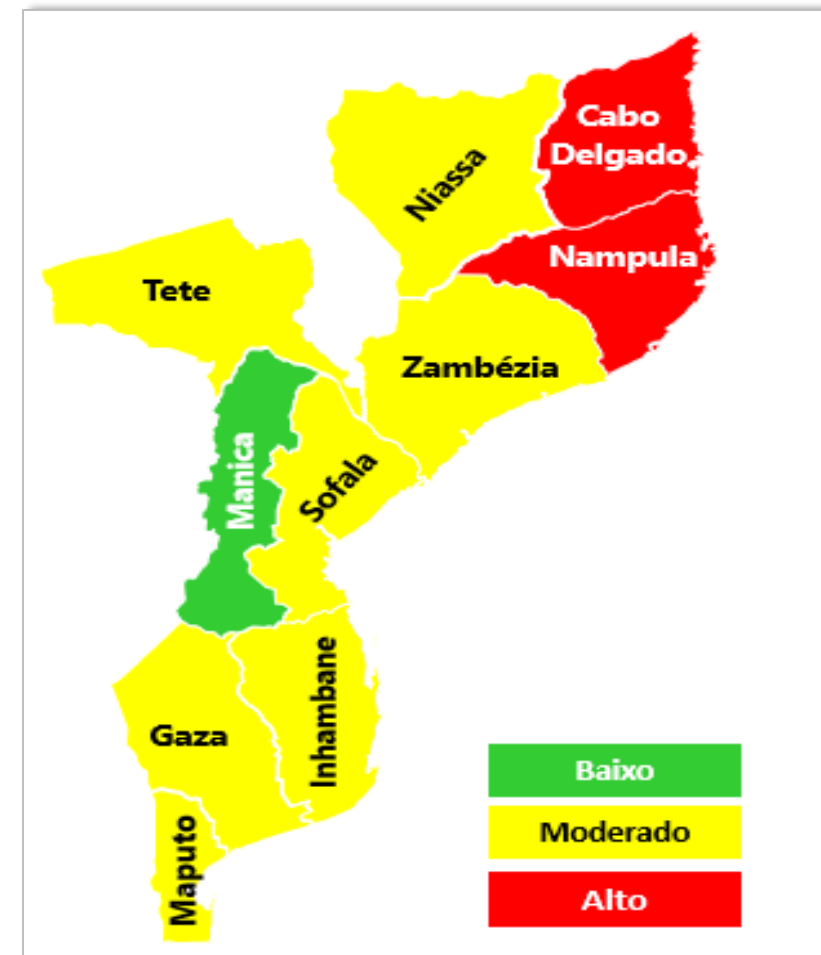 Cabo
Delgado
Niassa
Nampula
Tete
Zambézia
Manica
Sofala
Inhambane
Gaza
Maputo
Baixo
Moderado
Alto